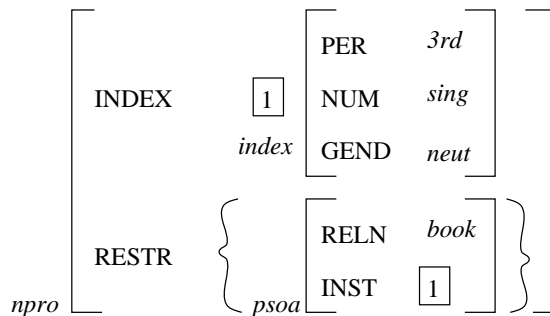 PER 3rd
INDEX 1 NUM sing
index GEND neut
RELN book
RESTR
INST 1
npro psoa